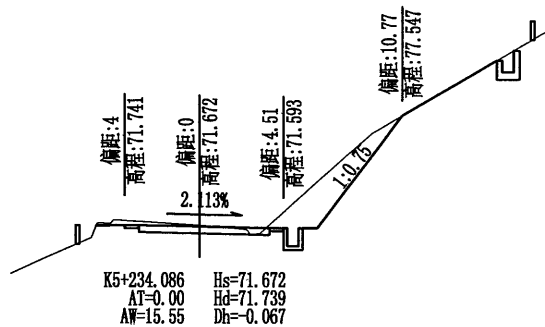 偏距:4
高程:71.741
偏距:0
高程:71.672
偏距:4.51
高程:71.593
偏距:10.77
高程:77.547
2.113%
1:0.75
K5+234.086 Hs=71.672
AT=0.00 Hd=71.739
AW=15.55 Dh=-0.067